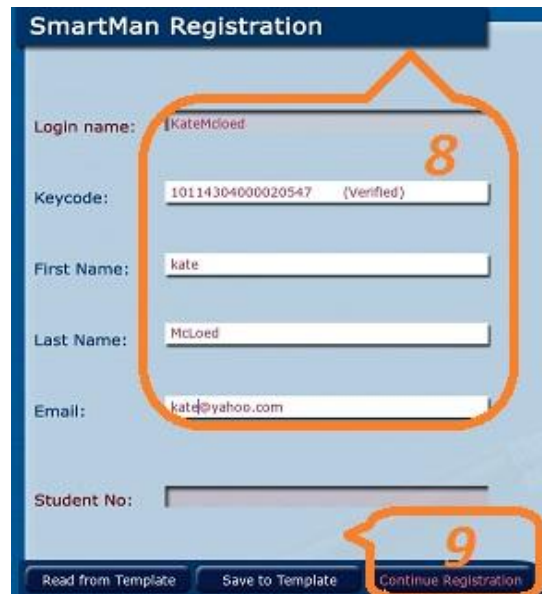 SmartMan Registration
Login name: KateMcloed
8
Keycode: 10114304000020547 (Verified)
First Name: kate
Last Name: McLoed
Email: kate@yahoo.com
Student No:
9
Read from Template Save to Template Continue Registration